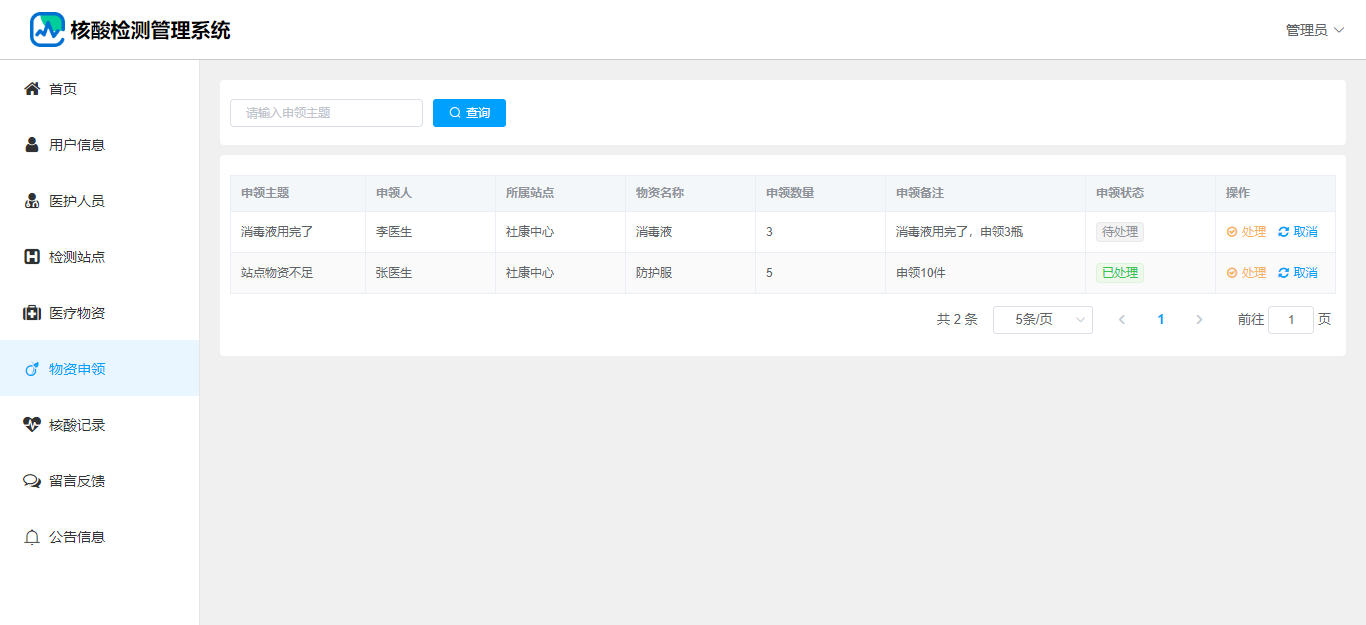 核酸检测管理系统
管理员
首页
用户信息
医护人员
检测站点
医疗物资
物资申领
核酸记录
留言反馈
公告信息
请输入申领主题 查询
申领主题 申领人 所属站点 物资名称 申领数量 申领备注 申领状态 操作
消毒液用完了 李医生 社康中心 消毒液 3 消毒液用完了，申领3瓶 待处理 处理 取消
站点物资不足 张医生 社康中心 防护服 5 申领10件 已处理 处理 取消
共 2 条 5条/页 1 前往 1 页